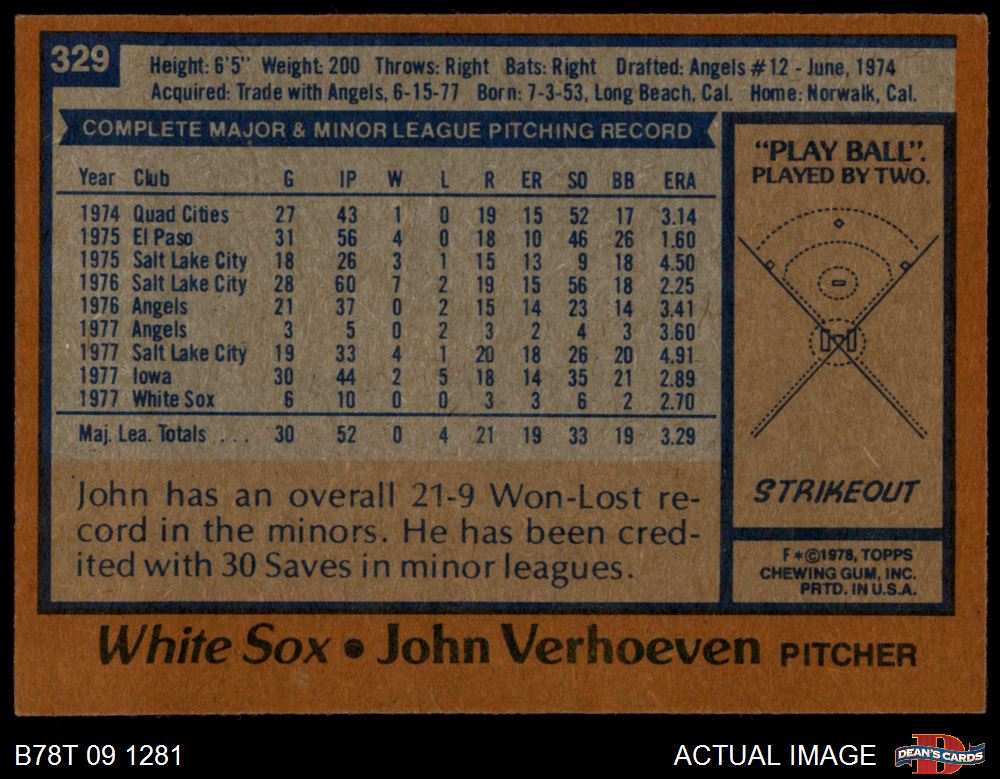 329
Height: 6'5" Weight: 200 Throws: Right Bats: Right Drafted: Angels #12 - June, 1974
Acquired: Trade with Angels, 6-15-77 Born: 7-3-53, Long Beach, Cal. Home: Norwalk, Cal.
COMPLETE MAJOR & MINOR LEAGUE PITCHING RECORD
Year Club G IP W L R ER SO BB ERA
1974 Quad Cities 27 43 1 0 19 15 52 17 3.14
1975 El Paso 31 56 4 0 18 10 46 26 1.60
1975 Salt Lake City 18 26 3 1 15 13 9 18 4.50
1976 Salt Lake City 28 60 7 2 19 15 56 18 2.25
1976 Angels 21 37 0 2 15 14 23 14 3.41
1977 Angels 3 5 0 2 3 2 4 3 3.60
1977 Salt Lake City 19 33 4 1 20 18 26 20 4.91
1977 Iowa 30 44 2 5 18 14 35 21 2.89
1977 White Sox 6 10 0 0 3 3 6 2 2.70
Maj. Lea. Totals .... 30 52 0 4 21 19 33 19 3.29
John has an overall 21-9 Won-Lost re-
cord in the minors. He has been cred-
ited with 30 Saves in minor leagues.
"PLAY BALL".
PLAYED BY TWO.
STRIKEOUT
F*©1978, TOPPS
CHEWING GUM, INC.
PRTD. IN U.S.A.
White Sox • John Verhoeven PITCHER
B78T 09 1281
ACTUAL IMAGE
DEAN'S CARDS